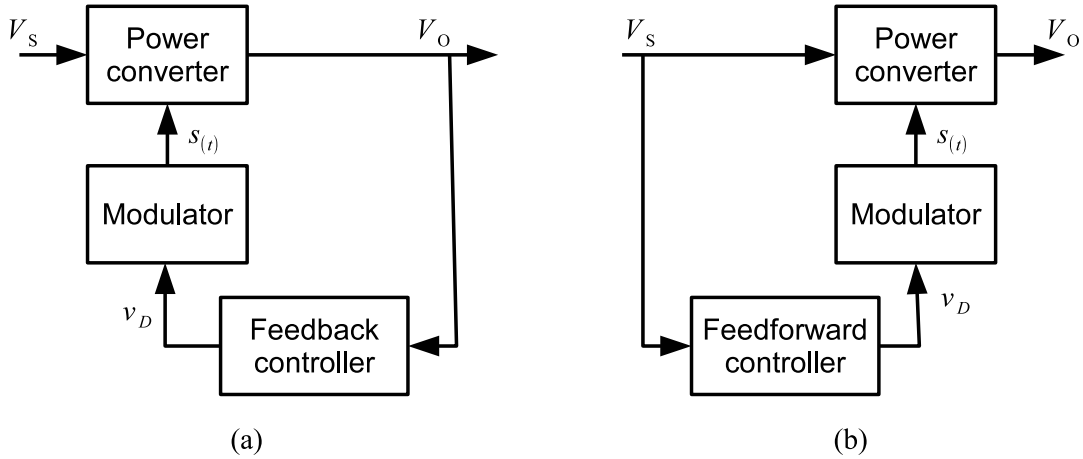 V_S
Power
converter
V_O
s_(t)
Modulator
v_D
Feedback
controller
(a)
V_S
Power
converter
V_O
s_(t)
Modulator
v_D
Feedforward
controller
(b)